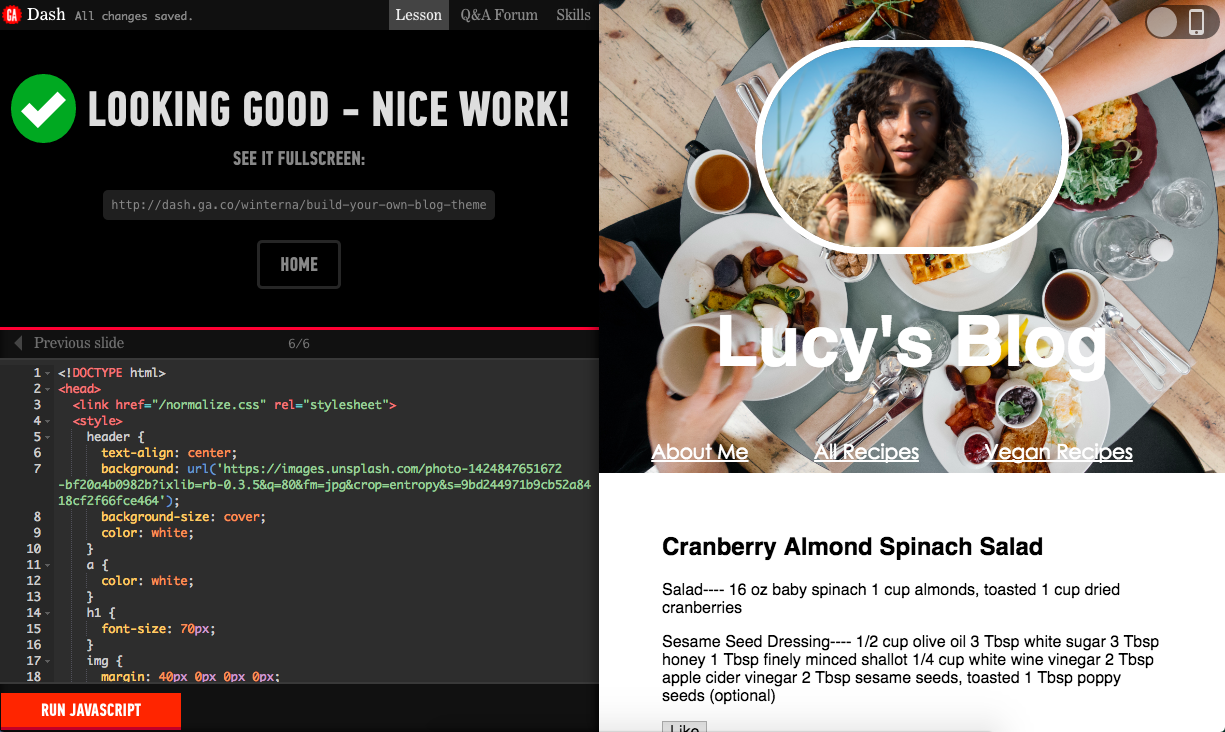 GA Dash All changes saved. Lesson Q&A Forum Skills
LOOKING GOOD - NICE WORK!
SEE IT FULLSCREEN:
http://dash.ga.co/winterna/build-your-own-blog-theme
HOME
Previous slide 6/6
1 <!DOCTYPE html>
2 <head>
3 <link href="/normalize.css" rel="stylesheet">
4 <style>
5 header {
6 text-align: center;
7 background: url('https://images.unsplash.com/photo-1424847651672
-bf20a4b0982b?ixlib=rb-0.3.5&q=80&fm=jpg&crop=entropy&s=9bd244971b9cb52a84
18cf2f66fce464');
8 background-size: cover;
9 color: white;
10 }
11 a {
12 color: white;
13 }
14 h1 {
15 font-size: 70px;
16 }
17 img {
18 margin: 40px 0px 0px 0px;
RUN JAVASCRIPT
Lucy's Blog
About Me All Recipes Vegan Recipes
Cranberry Almond Spinach Salad
Salad---- 16 oz baby spinach 1 cup almonds, toasted 1 cup dried
cranberries
Sesame Seed Dressing---- 1/2 cup olive oil 3 Tbsp white sugar 3 Tbsp
honey 1 Tbsp finely minced shallot 1/4 cup white wine vinegar 2 Tbsp
apple cider vinegar 2 Tbsp sesame seeds, toasted 1 Tbsp poppy
seeds (optional)
Like